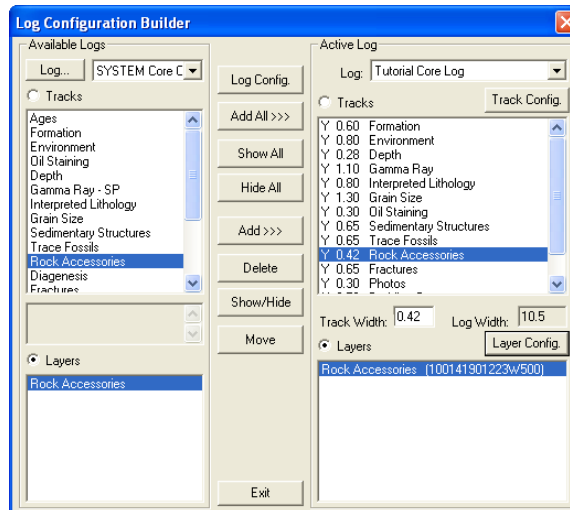 Log Configuration Builder
Available Logs
Log...
SYSTEM Core C
Tracks
Ages
Formation
Environment
Oil Staining
Depth
Gamma Ray - SP
Interpreted Lithology
Grain Size
Sedimentary Structures
Trace Fossils
Rock Accessories
Diagenesis
Fractures
Layers
Rock Accessories
Log Config.
Add All >>>
Show All
Hide All
Add >>>
Delete
Show/Hide
Move
Exit
Active Log
Log: Tutorial Core Log
Tracks
Track Config.
Y 0.60 Formation
Y 0.80 Environment
Y 0.28 Depth
Y 1.10 Gamma Ray
Y 0.80 Interpreted Lithology
Y 1.30 Grain Size
Y 0.30 Oil Staining
Y 0.65 Sedimentary Structures
Y 0.65 Trace Fossils
Y 0.42 Rock Accessories
Y 0.65 Fractures
Y 0.30 Photos
Track Width: 0.42 Log Width: 10.5
Layers
Layer Config.
Rock Accessories (100141901223W500)